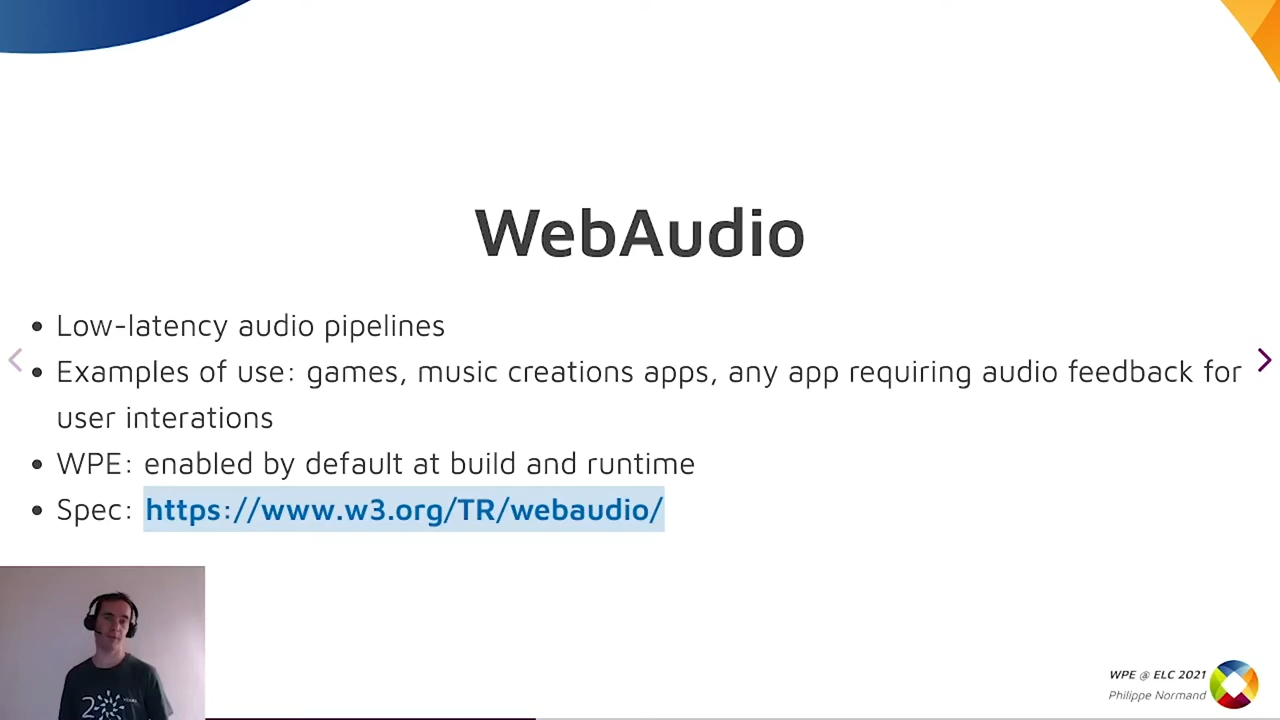 WebAudio
• Low-latency audio pipelines
• Examples of use: games, music creations apps, any app requiring audio feedback for
user interations
• WPE: enabled by default at build and runtime
• Spec: https://www.w3.org/TR/webaudio/
20 YEARS
WPE @ ELC 2021
Philippe Normand